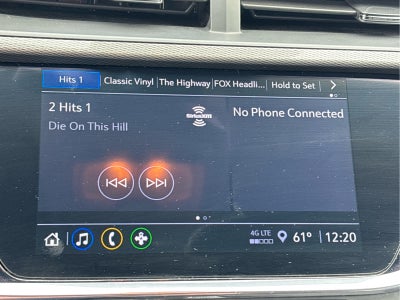 Hits 1 Classic Vinyl The Highway FOX Headli... Hold to Set
2 Hits 1
SiriusXM
No Phone Connected
Die On This Hill
4G LTE
61° 12:20